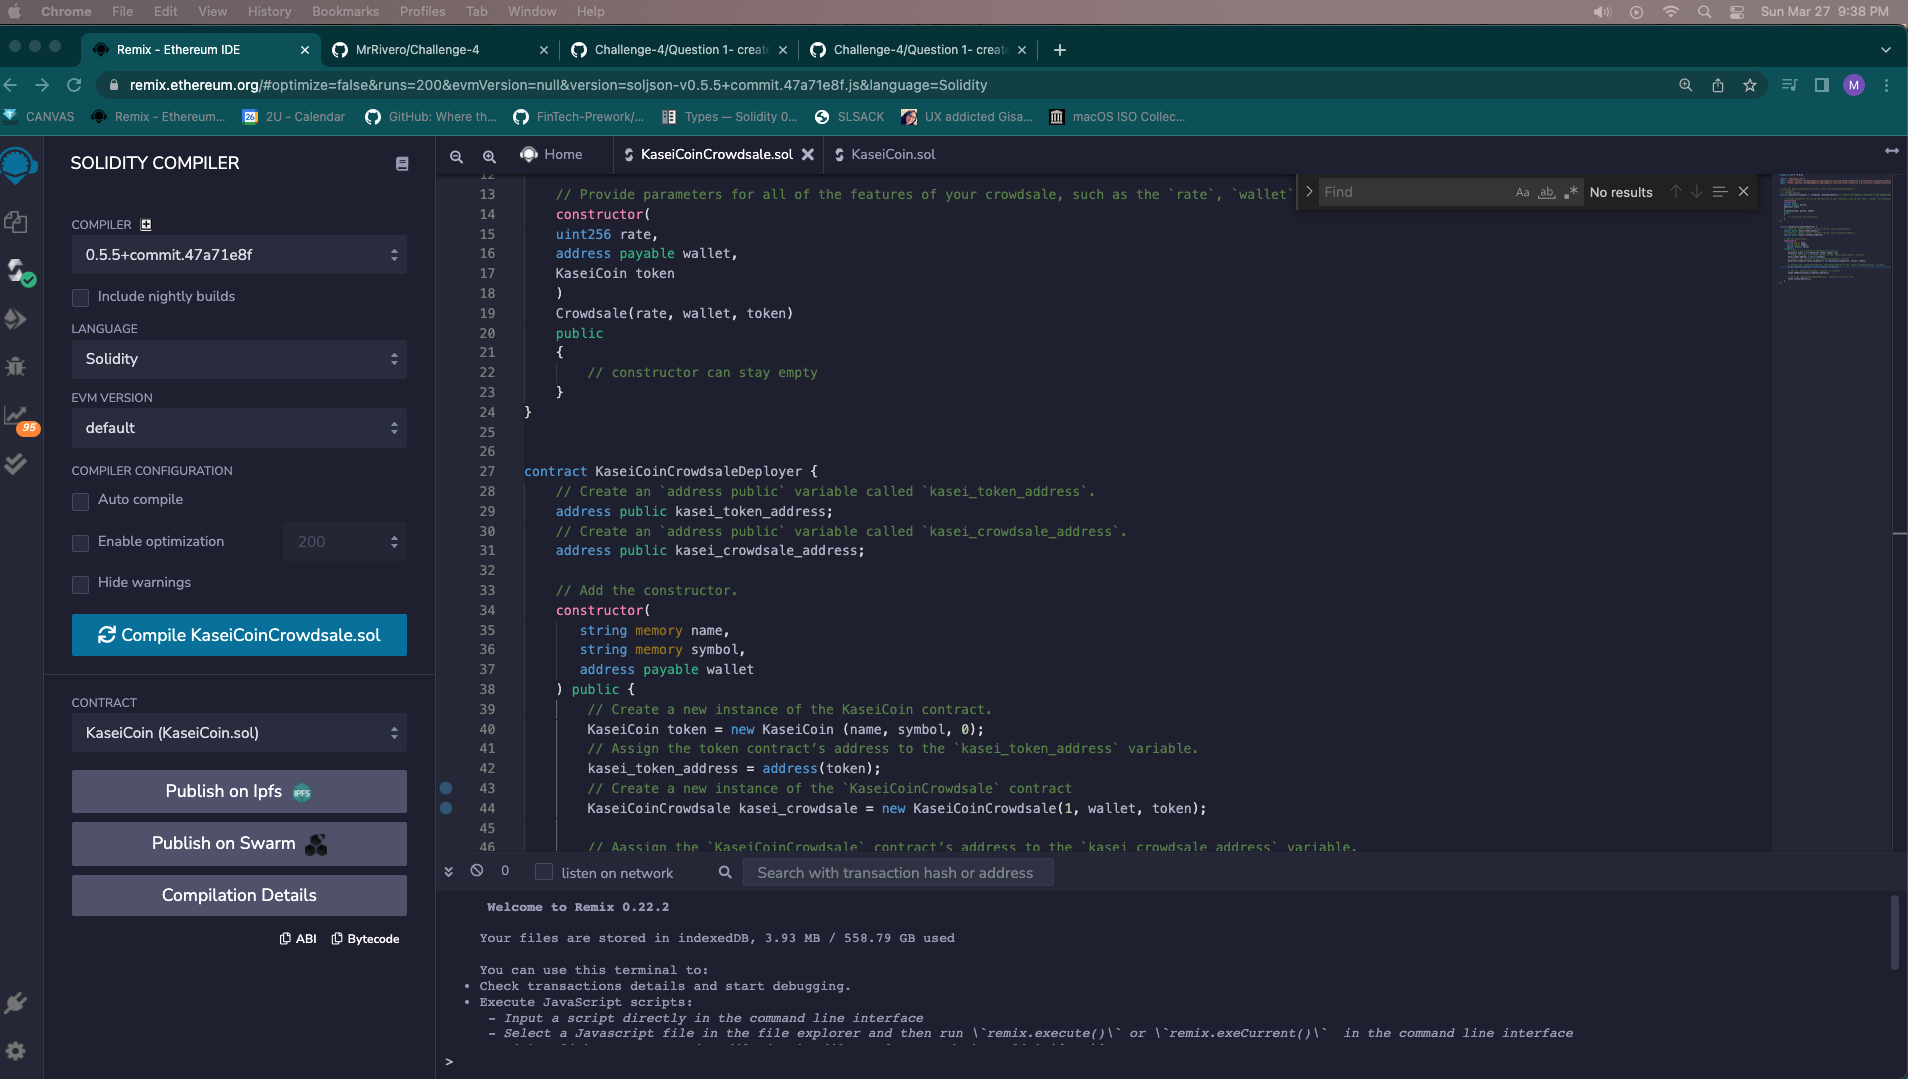 Chrome File Edit View History Bookmarks Profiles Tab Window Help Sun Mar 27 9:38 PM
Remix - Ethereum IDE MrRivero/Challenge-4 Challenge-4/Question 1- create Challenge-4/Question 1- create
remix.ethereum.org/#optimize=false&runs=200&evmVersion=null&version=soljson-v0.5.5+commit.47a71e8f.js&language=Solidity M
CANVAS Remix - Ethereum... 26 2U - Calendar GitHub: Where th... FinTech-Prework/... Types — Solidity 0... SLSACK UX addicted Gisa... macOS ISO Collec...
SOLIDITY COMPILER
COMPILER
0.5.5+commit.47a71e8f
Include nightly builds
LANGUAGE
Solidity
EVM VERSION
default
95
COMPILER CONFIGURATION
Auto compile
Enable optimization 200
Hide warnings
Compile KaseiCoinCrowdsale.sol
CONTRACT
KaseiCoin (KaseiCoin.sol)
Publish on Ipfs IPFS
Publish on Swarm
Compilation Details
ABI Bytecode
Home KaseiCoinCrowdsale.sol KaseiCoin.sol
Find Aa ab No results
12
13 // Provide parameters for all of the features of your crowdsale, such as the `rate`, `wallet`
14 constructor(
15 uint256 rate,
16 address payable wallet,
17 KaseiCoin token
18 )
19 Crowdsale(rate, wallet, token)
20 public
21 {
22 // constructor can stay empty
23 }
24 }
25
26
27 contract KaseiCoinCrowdsaleDeployer {
28 // Create an `address public` variable called `kasei_token_address`.
29 address public kasei_token_address;
30 // Create an `address public` variable called `kasei_crowdsale_address`.
31 address public kasei_crowdsale_address;
32
33 // Add the constructor.
34 constructor(
35 string memory name,
36 string memory symbol,
37 address payable wallet
38 ) public {
39 // Create a new instance of the KaseiCoin contract.
40 KaseiCoin token = new KaseiCoin (name, symbol, 0);
41 // Assign the token contract’s address to the `kasei_token_address` variable.
42 kasei_token_address = address(token);
43 // Create a new instance of the `KaseiCoinCrowdsale` contract
44 KaseiCoinCrowdsale kasei_crowdsale = new KaseiCoinCrowdsale(1, wallet, token);
45
46 // Aassign the `KaseiCoinCrowdsale` contract’s address to the `kasei_crowdsale_address` variable.
0 listen on network Search with transaction hash or address
Welcome to Remix 0.22.2
Your files are stored in indexedDB, 3.93 MB / 558.79 GB used
You can use this terminal to:
• Check transactions details and start debugging.
• Execute JavaScript scripts:
- Input a script directly in the command line interface
- Select a Javascript file in the file explorer and then run \`remix.execute()\` or \`remix.exeCurrent()\` in the command line interface
>